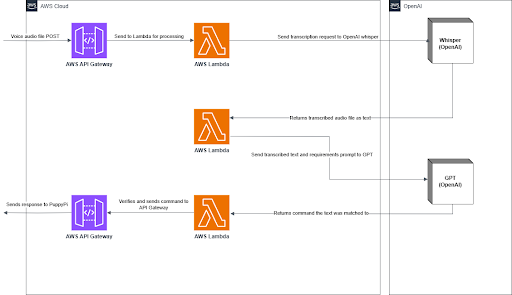 AWS Cloud
OpenAI
Voice audio file POST
Send to Lambda for processing
Send transcription request to OpenAI whisper
Whisper
(OpenAI)
AWS API Gateway
AWS Lambda
Returns transcribed audio file as text
AWS Lambda
Send transcribed text and requirements prompt to GPT
GPT
(OpenAI)
Sends response to PuppyPi
Verifies and sends command to
API Gateway
Returns command the text was matched to
AWS API Gateway
AWS Lambda